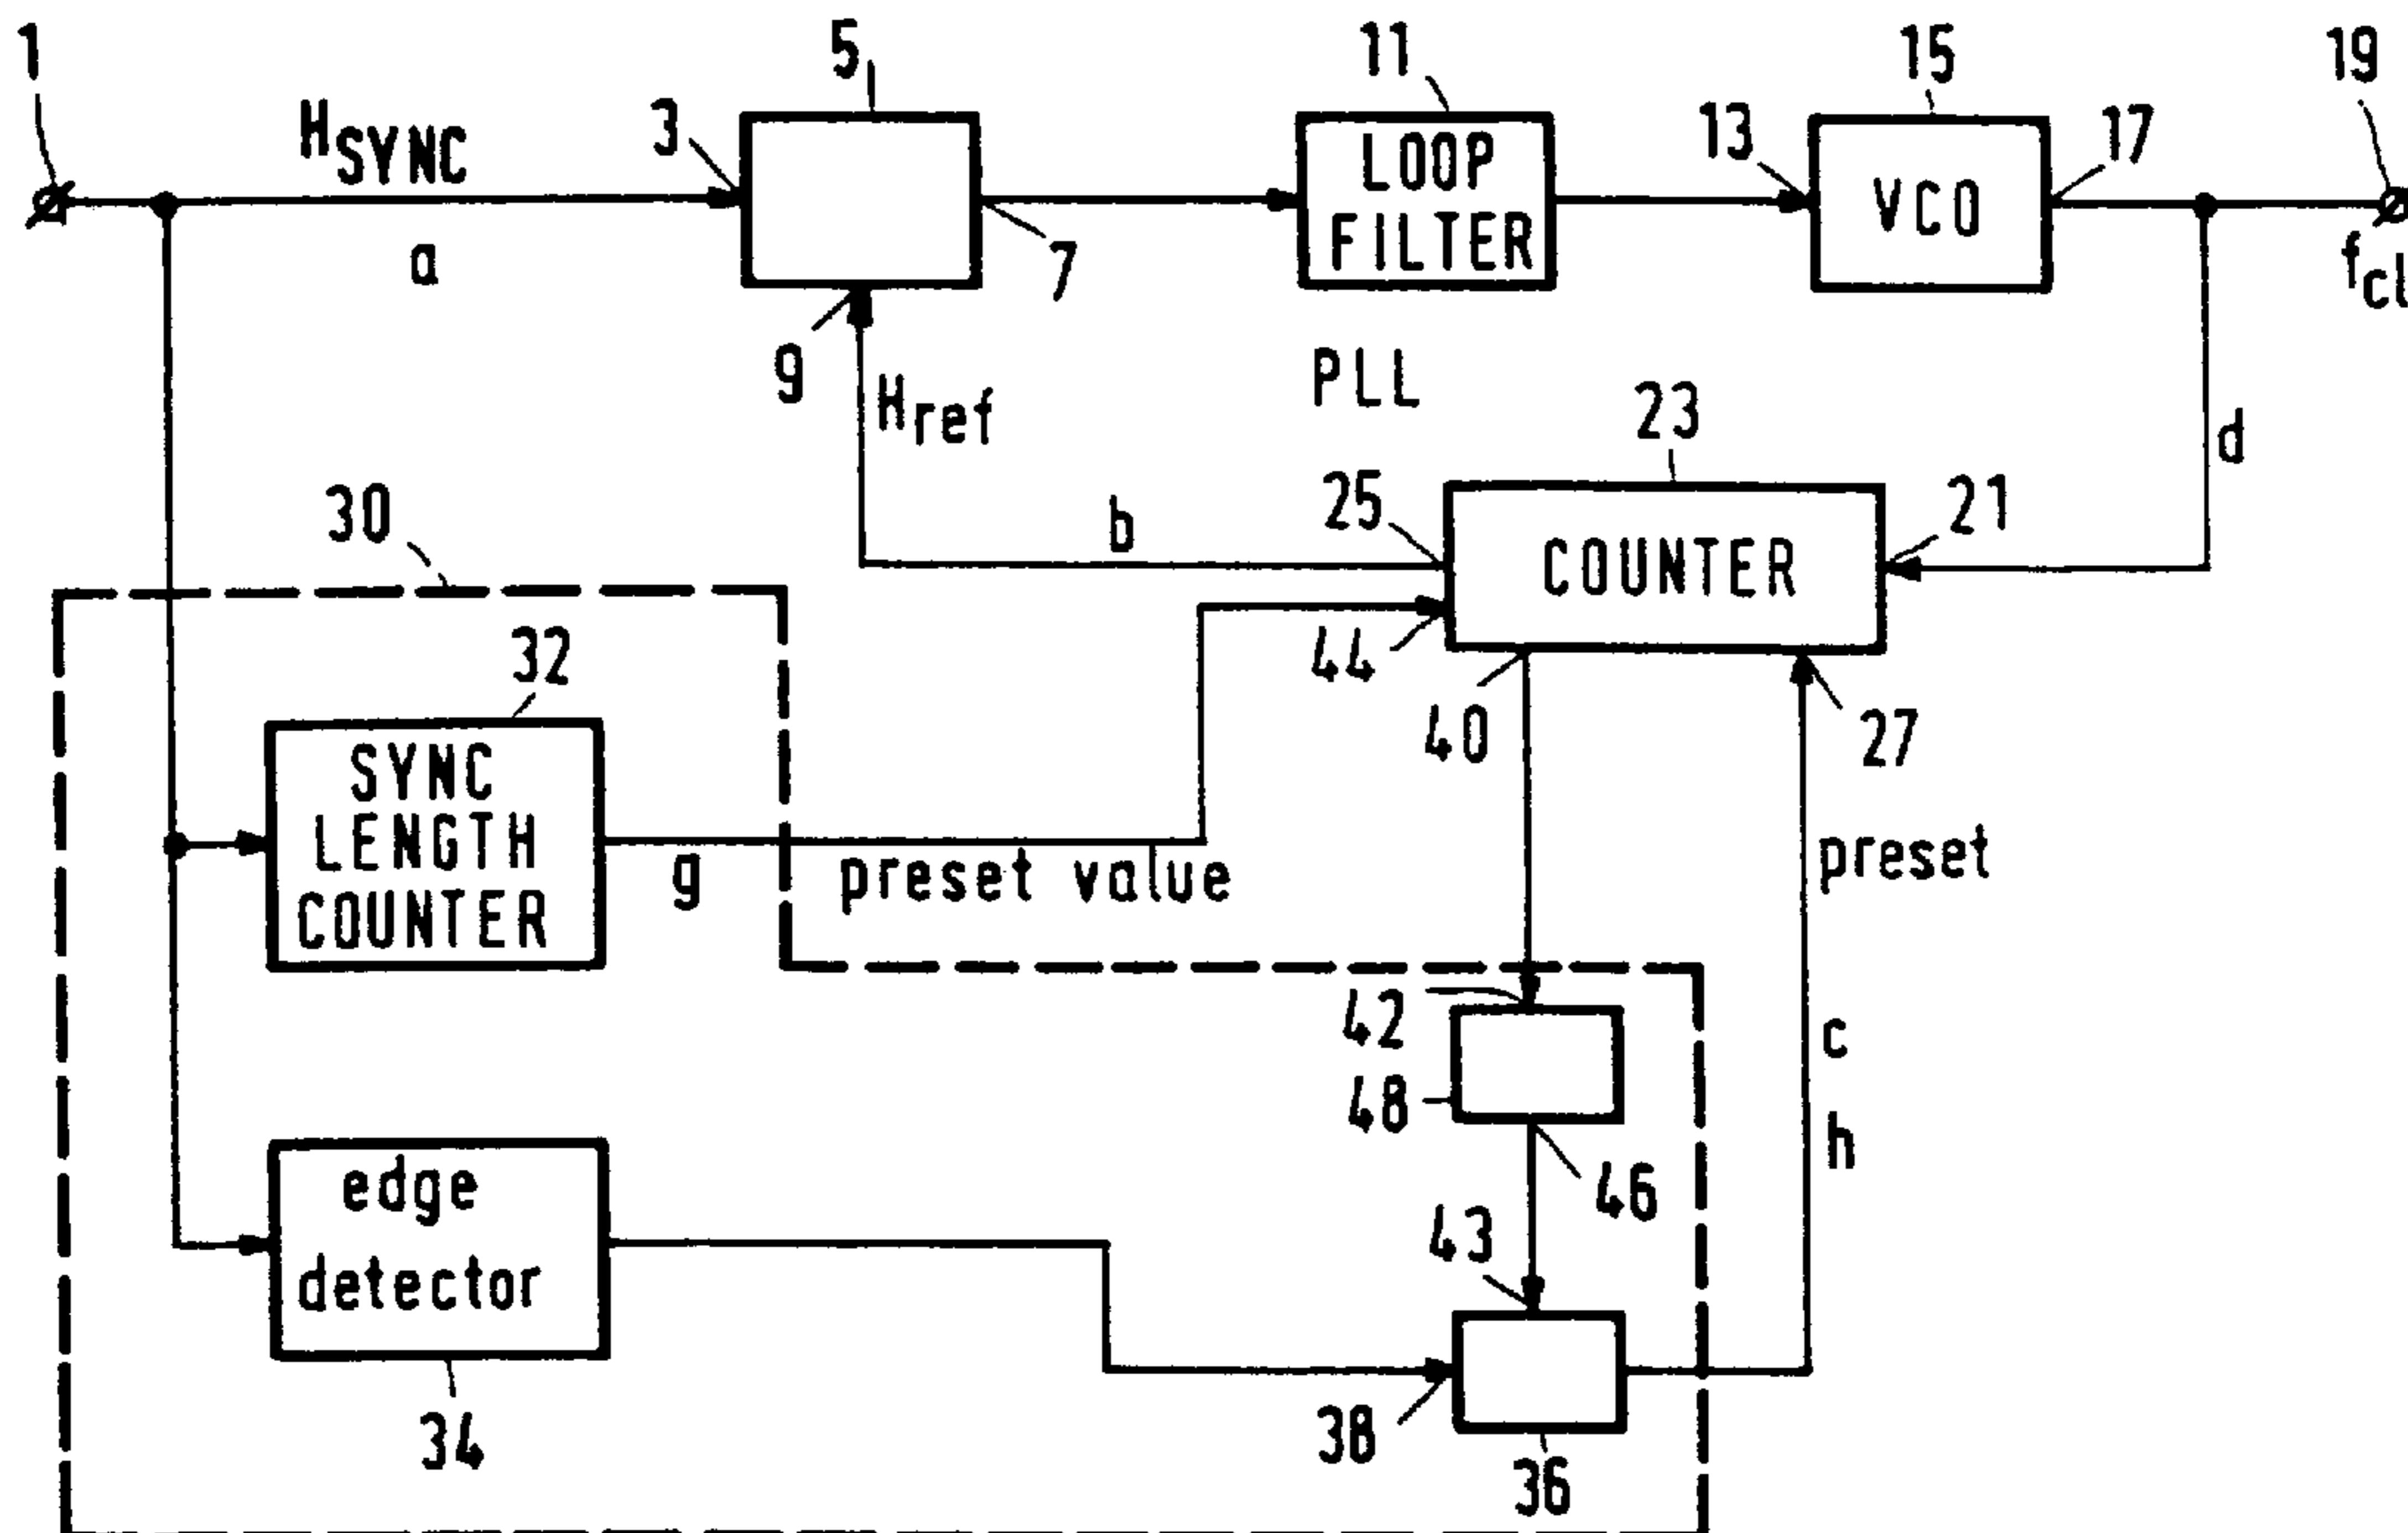 1
5
11
15
19
HSYNC
3
LOOP
FILTER
13
VCO
17
a
7
fcl
9
Href
PLL
23
d
30
b
25
COUNTER
21
32
44
40
27
SYNC
LENGTH
COUNTER
g
preset value
preset
42
c
48
h
edge
detector
46
43
34
38
36